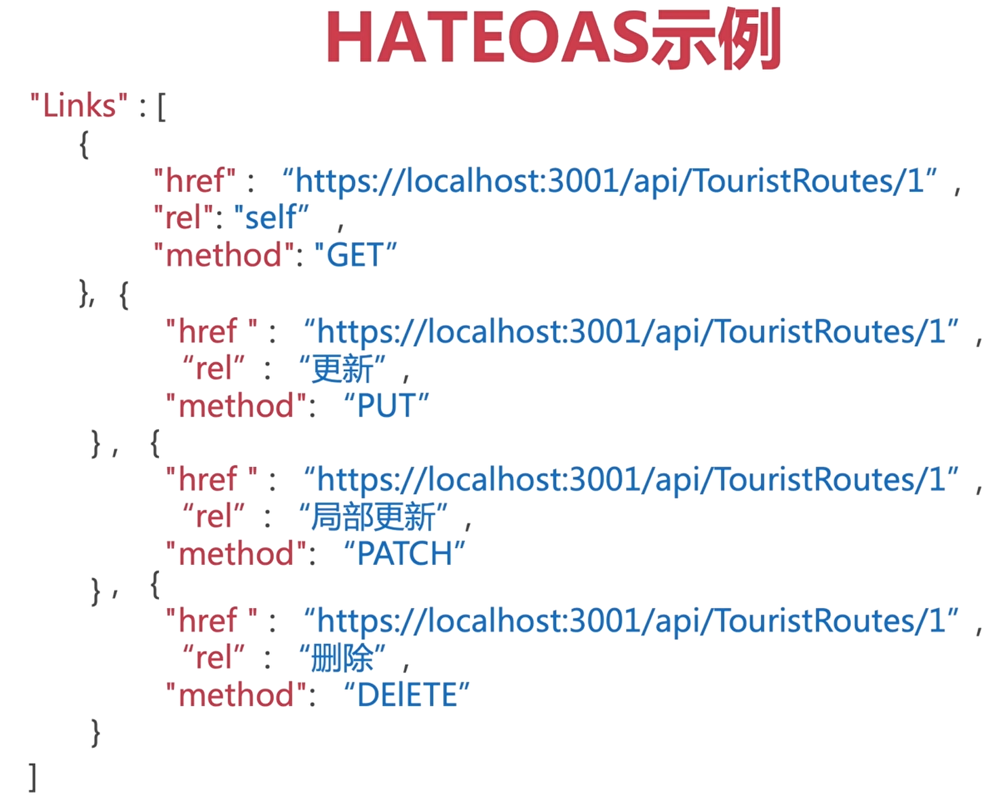 HATEOAS示例
"Links" : [
{
"href" : “https://localhost:3001/api/TouristRoutes/1” ,
"rel": "self” ,
"method": "GET”
}, {
"href " : “https://localhost:3001/api/TouristRoutes/1” ,
“rel” : “更新” ,
"method": “PUT”
} , {
"href " : “https://localhost:3001/api/TouristRoutes/1” ,
“rel” : “局部更新” ,
"method": “PATCH”
} , {
"href " : “https://localhost:3001/api/TouristRoutes/1” ,
“rel” : “删除” ,
"method": “DElETE”
}
]